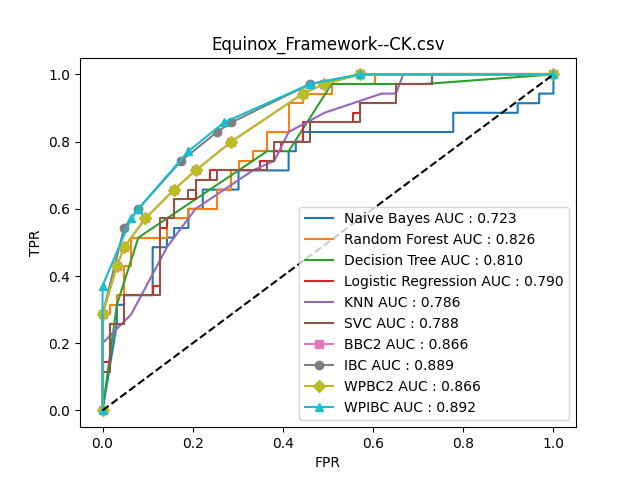 Equinox_Framework--CK.csv
1.0
0.8
0.6
0.4
0.2
0.0
TPR
Naive Bayes AUC : 0.723
Random Forest AUC : 0.826
Decision Tree AUC : 0.810
Logistic Regression AUC : 0.790
KNN AUC : 0.786
SVC AUC : 0.788
BBC2 AUC : 0.866
IBC AUC : 0.889
WPBC2 AUC : 0.866
WPIBC AUC : 0.892
0.0 0.2 0.4 0.6 0.8 1.0
FPR